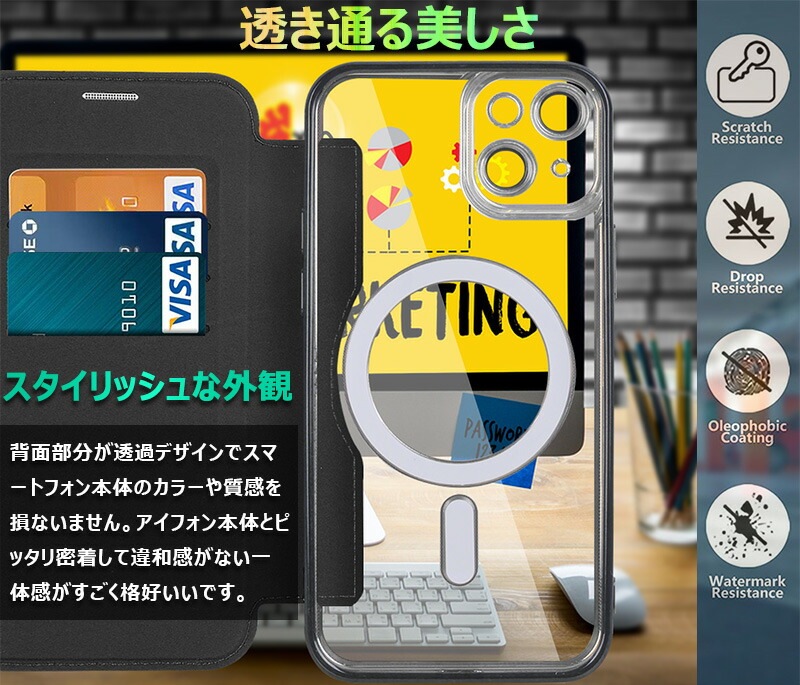 透き通る美しさ
VISA
VISA
VISA
0109
MARKETING
PASSWORD
スタイリッシュな外観
背面部分が透過デザインでスマ
ートフォン本体のカラーや質感を
損ないません。アイフォン本体とピ
ッタリ密着して違和感がない一
体感がすごく格好いいです。
Scratch
Resistance
Drop
Resistance
Oleophobic
Coating
Watermark
Resistance